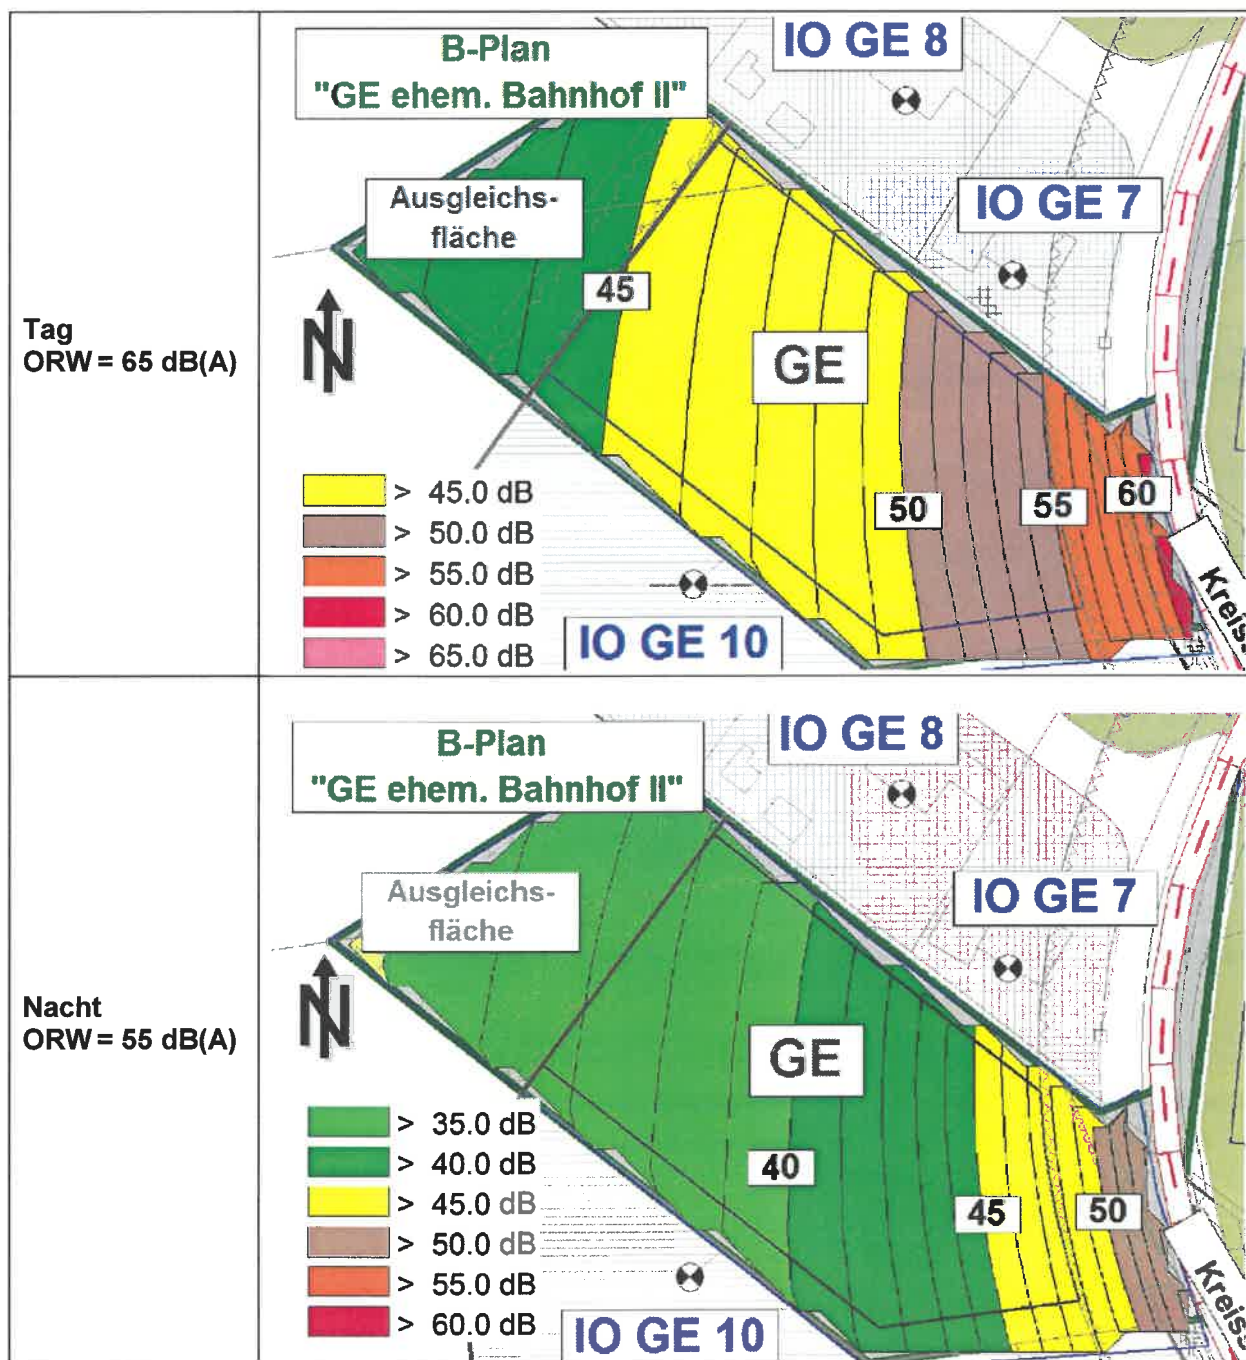 Tag
ORW = 65 dB(A)
B-Plan
"GE ehem. Bahnhof II"
IO GE 8
Ausgleichs-
fläche
IO GE 7
45
GE
N
50
55
60
> 45.0 dB
> 50.0 dB
> 55.0 dB
> 60.0 dB
> 65.0 dB
IO GE 10
Nacht
ORW = 55 dB(A)
B-Plan
"GE ehem. Bahnhof II"
IO GE 8
Ausgleichs-
fläche
IO GE 7
N
GE
40
45
50
> 35.0 dB
> 40.0 dB
> 45.0 dB
> 50.0 dB
> 55.0 dB
> 60.0 dB
IO GE 10